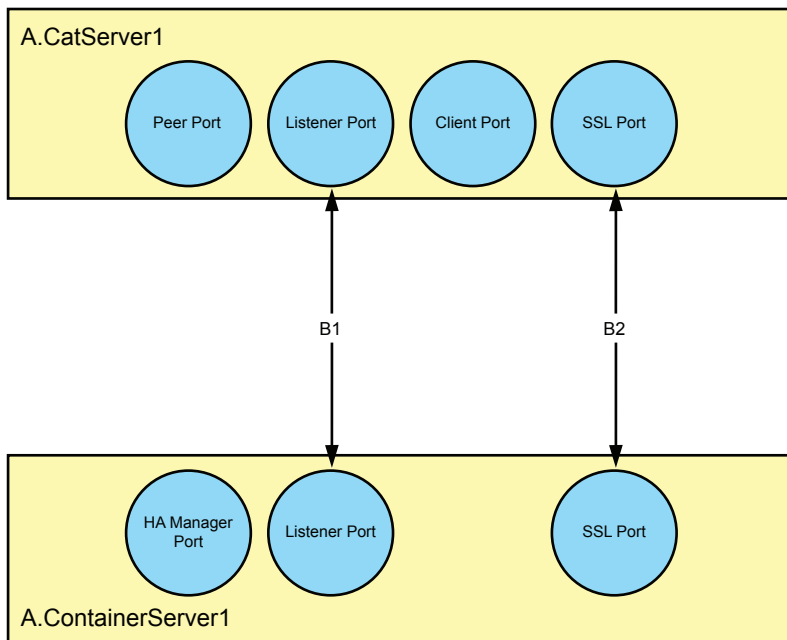 A.CatServer1
Peer Port
Listener Port
Client Port
SSL Port
B1
B2
HA Manager
Port
Listener Port
SSL Port
A.ContainerServer1